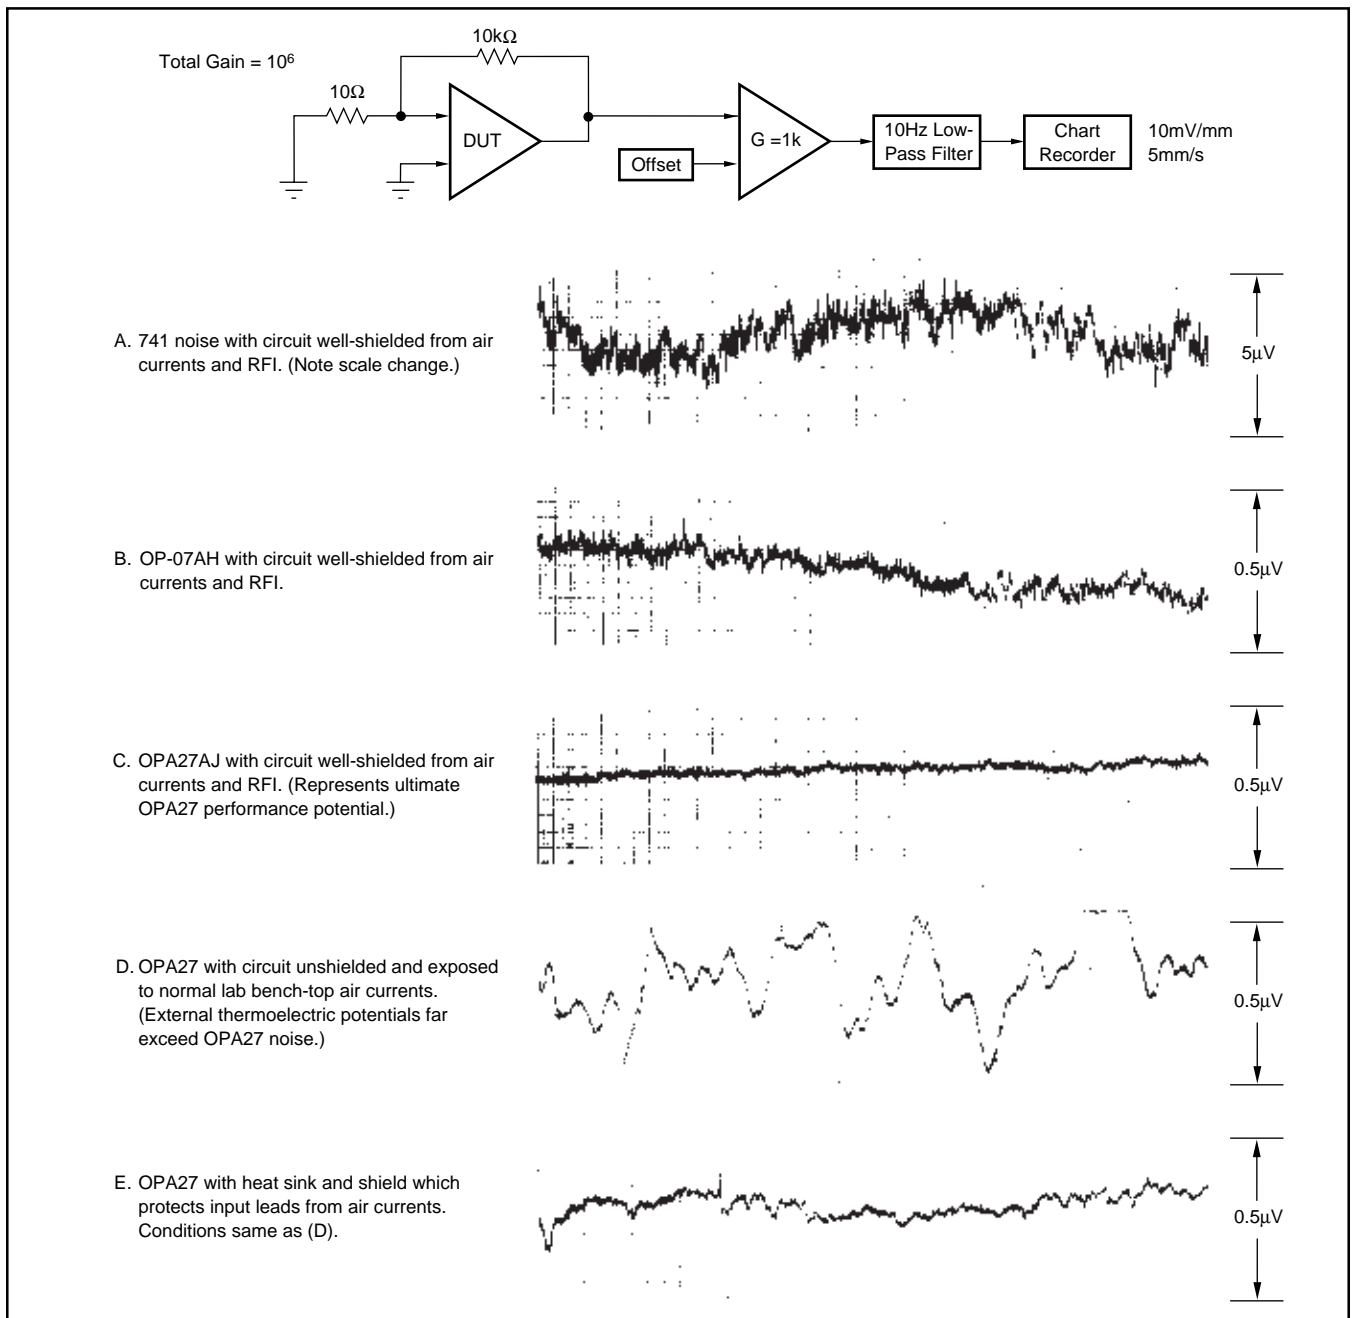 Total Gain = 10⁶
10kΩ
10Ω
DUT
Offset
G =1k
10Hz Low-
Pass Filter
Chart
Recorder
10mV/mm
5mm/s
A. 741 noise with circuit well-shielded from air
currents and RFI. (Note scale change.)
5μV
B. OP-07AH with circuit well-shielded from air
currents and RFI.
0.5μV
C. OPA27AJ with circuit well-shielded from air
currents and RFI. (Represents ultimate
OPA27 performance potential.)
0.5μV
D. OPA27 with circuit unshielded and exposed
to normal lab bench-top air currents.
(External thermoelectric potentials far
exceed OPA27 noise.)
0.5μV
E. OPA27 with heat sink and shield which
protects input leads from air currents.
Conditions same as (D).
0.5μV